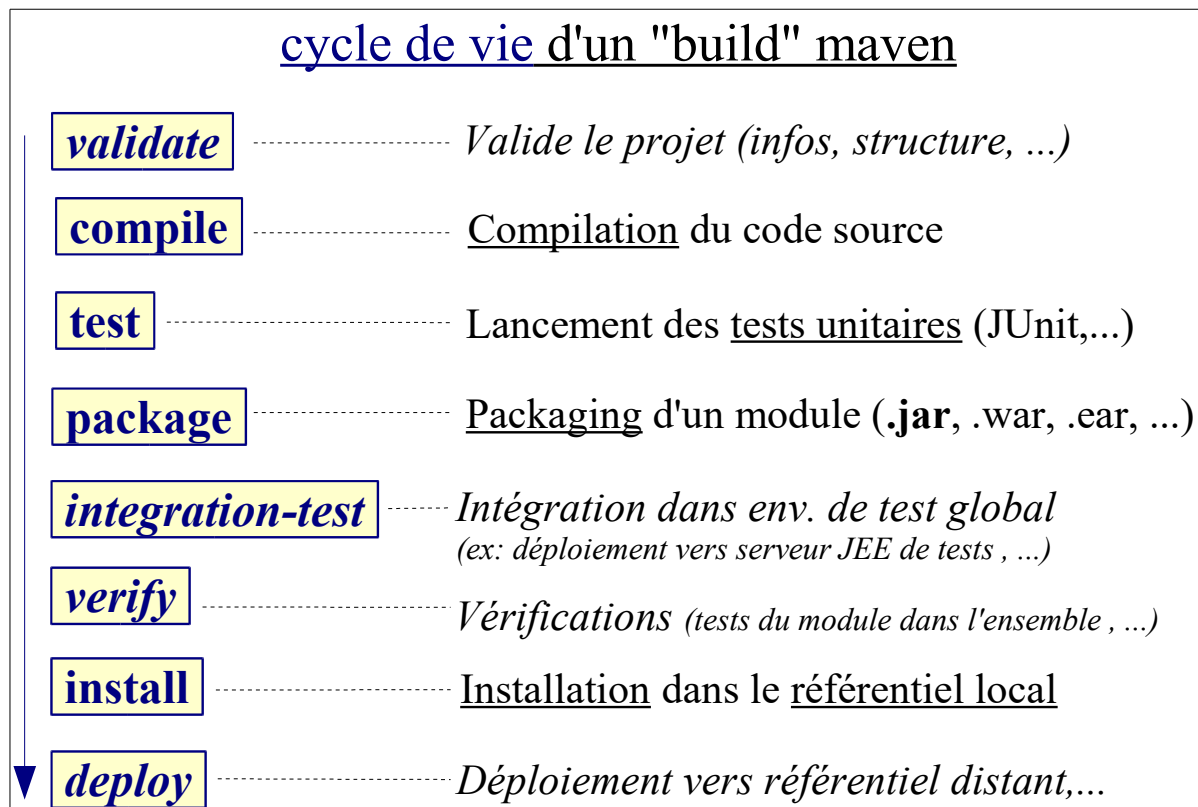 cycle de vie d'un "build" maven
validate Valide le projet (infos, structure, ...)
compile Compilation du code source
test Lancement des tests unitaires (JUnit,...)
package Packaging d'un module (.jar, .war, .ear, ...)
integration-test Intégration dans env. de test global
(ex: déploiement vers serveur JEE de tests , ...)
verify Vérifications (tests du module dans l'ensemble , ...)
install Installation dans le référentiel local
deploy Déploiement vers référentiel distant,...